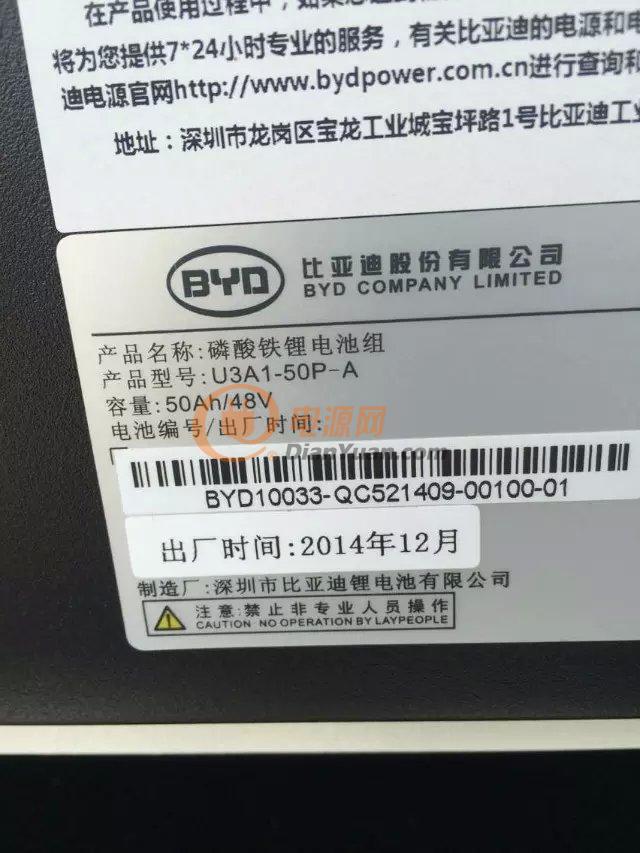 在产品使用过程中，如果您遇到
将为您提供7*24小时专业的服务，有关比亚迪的电源和
迪电源官网http://www.bydpower.com.cn进行查询和
地址：深圳市龙岗区宝龙工业城宝坪路1号比亚迪工
BYD
比亚迪股份有限公司
BYD COMPANY LIMITED
产品名称:磷酸铁锂电池组
产品型号:U3A1-50P-A
容量:50Ah/48V
电池编号/出厂时间:
电源网
DianYuan.com
BYD10033-QC521409-00100-01
出厂时间:2014年12月
制造厂:深圳市比亚迪锂电池有限公司
注意:禁止非专业人员操作
CAUTION NO OPERATION BY LAYPEOPLE